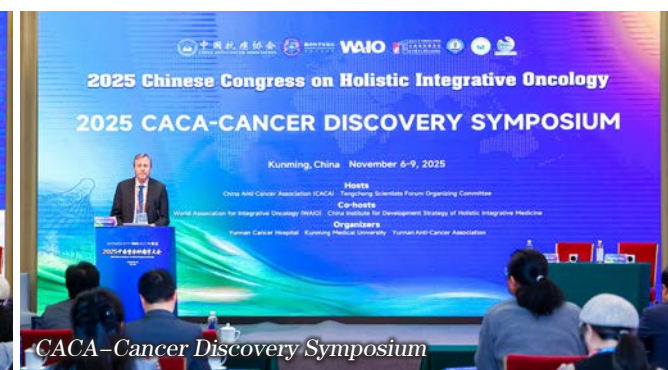 中国抗癌协会
WAIO
2025 Chinese Congress on Holistic Integrative Oncology
2025 CACA-CANCER DISCOVERY SYMPOSIUM
Kunming, China November 6-9, 2025
Hosts
China Anti-Cancer Association (CACA) Tengchong Scientists Forum Organizing Committee
Co-hosts
World Association for Integrative Oncology (WAIO) China Institute for Development Strategy of Holistic Integrative Medicine
Organizers
Yunnan Cancer Hospital Kunming Medical University Yunnan Anti-Cancer Association
2025中国整合肿瘤学大会
CACA-Cancer Discovery Symposium